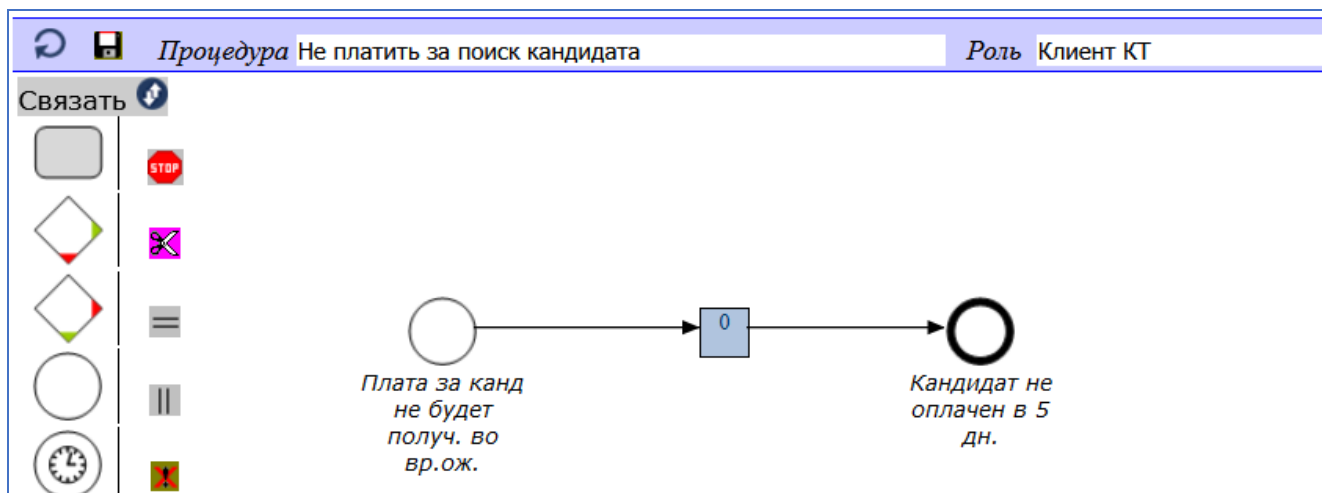 Процедура Не платить за поиск кандидата Роль Клиент КТ
Связать
STOP
0
Плата за канд
не будет
получ. во
вр.ож.
Кандидат не
оплачен в 5
дн.